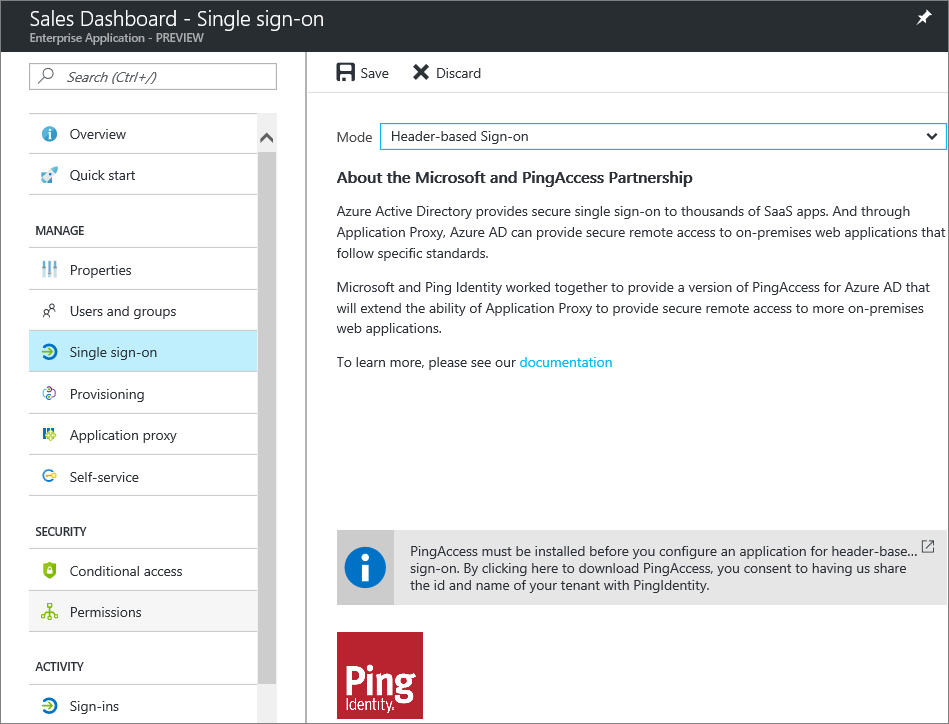 Sales Dashboard - Single sign-on
Enterprise Application - PREVIEW
Search (Ctrl+/)
Overview
Quick start
MANAGE
Properties
Users and groups
Single sign-on
Provisioning
Application proxy
Self-service
SECURITY
Conditional access
Permissions
ACTIVITY
Sign-ins
Save
Discard
Mode
Header-based Sign-on
About the Microsoft and PingAccess Partnership
Azure Active Directory provides secure single sign-on to thousands of SaaS apps. And through
Application Proxy, Azure AD can provide secure remote access to on-premises web applications that
follow specific standards.
Microsoft and Ping Identity worked together to provide a version of PingAccess for Azure AD that
will extend the ability of Application Proxy to provide secure remote access to more on-premises
web applications.
To learn more, please see our documentation
PingAccess must be installed before you configure an application for header-base...
sign-on. By clicking here to download PingAccess, you consent to having us share
the id and name of your tenant with PingIdentity.
Ping
Identity.